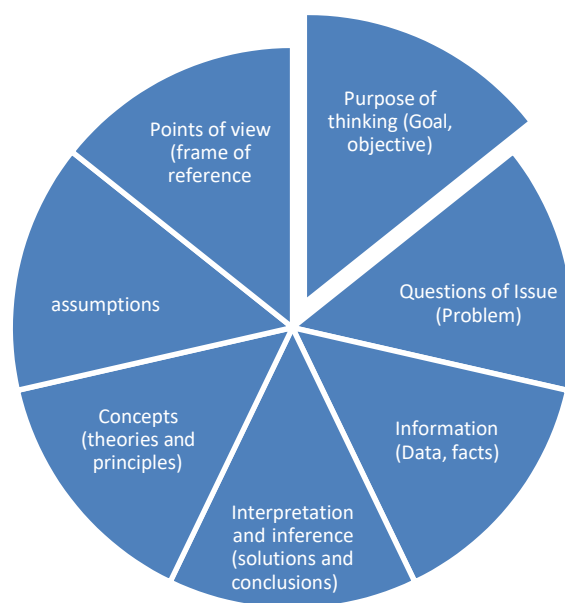 Purpose of
thinking (Goal,
objective)
Questions of Issue
(Problem)
Information
(Data, facts)
Interpretation
and inference
(solutions and
conclusions)
Concepts
(theories and
principles)
assumptions
Points of view
(frame of
reference